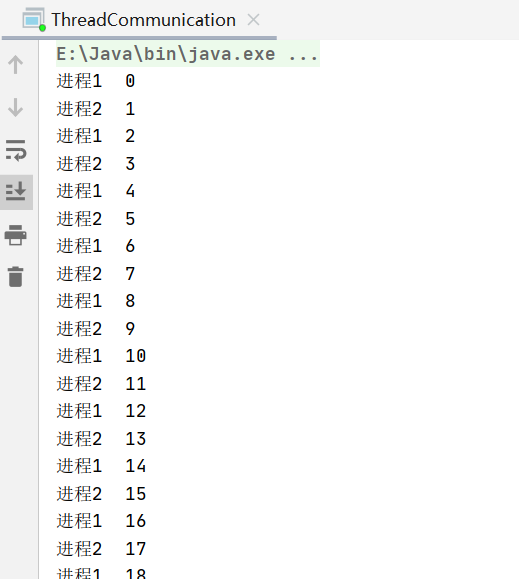 ThreadCommunication
E:\Java\bin\java.exe ...
进程1 0
进程2 1
进程1 2
进程2 3
进程1 4
进程2 5
进程1 6
进程2 7
进程1 8
进程2 9
进程1 10
进程2 11
进程1 12
进程2 13
进程1 14
进程2 15
进程1 16
进程2 17
进程1 18